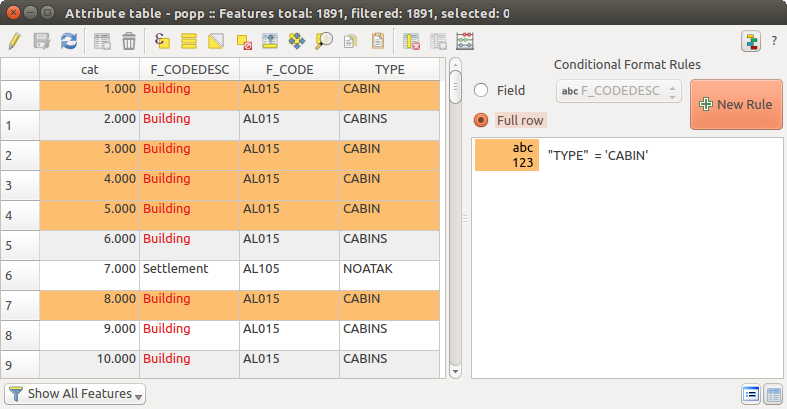 Attribute table - popp :: Features total: 1891, filtered: 1891, selected: 0
?
cat F_CODEDESC F_CODE TYPE
0 1.000 Building AL015 CABIN
1 2.000 Building AL015 CABINS
2 3.000 Building AL015 CABIN
3 4.000 Building AL015 CABIN
4 5.000 Building AL015 CABIN
5 6.000 Building AL015 CABINS
6 7.000 Settlement AL105 NOATAK
7 8.000 Building AL015 CABIN
8 9.000 Building AL015 CABINS
9 10.000 Building AL015 CABINS
Conditional Format Rules
Field abc F_CODEDESC
Full row
New Rule
abc
123
"TYPE" = 'CABIN'
Show All Features